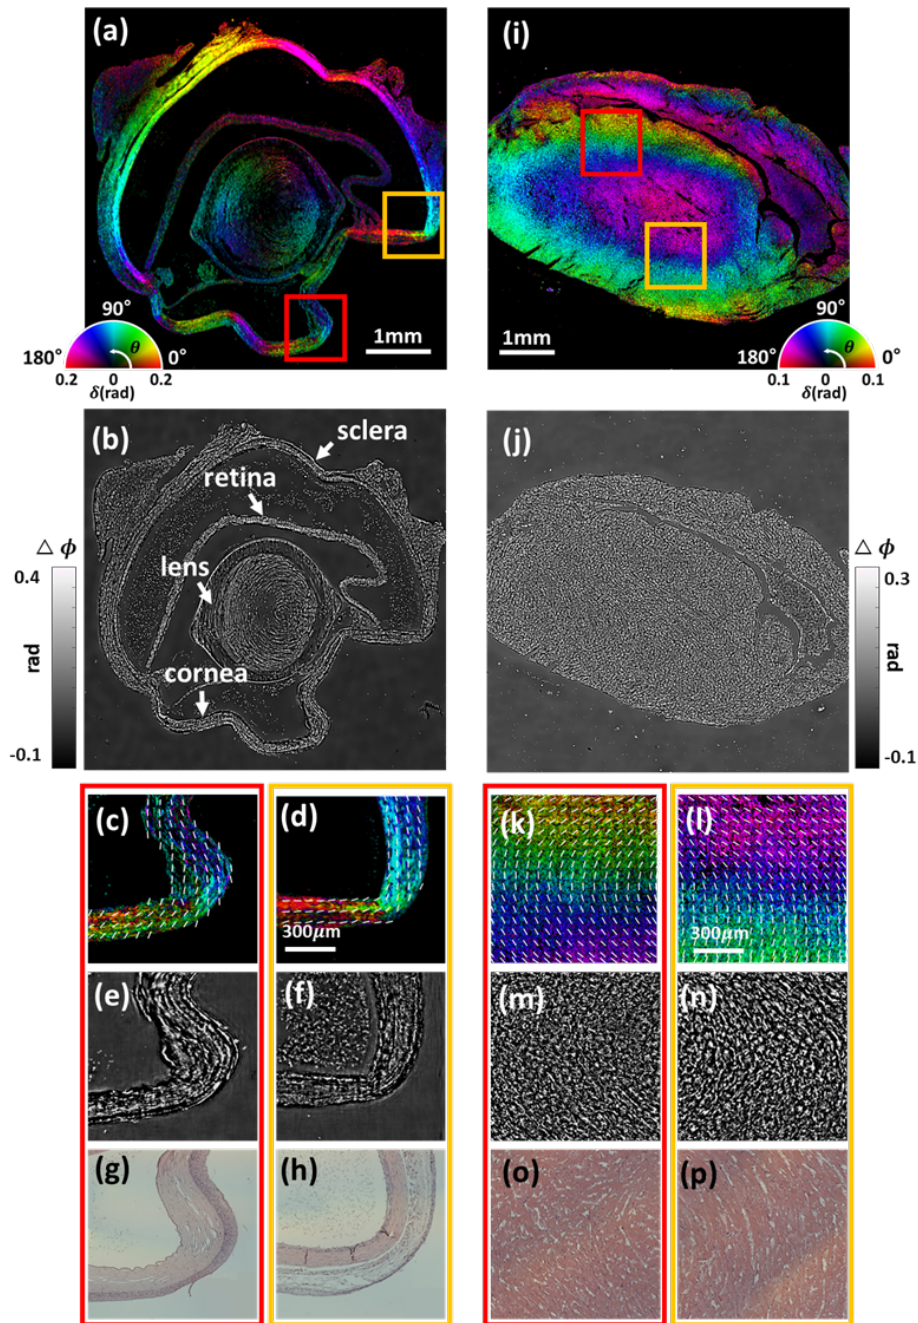 (a)
(i)
90°
θ
180°
0°
0.2
0
0.2
δ(rad)
1mm
1mm
90°
θ
180°
0°
0.1
0
0.1
δ(rad)
(b)
sclera
retina
lens
cornea
(j)
△ ϕ
0.4
rad
-0.1
△ ϕ
0.3
rad
-0.1
(c)
(d)
300μm
(k)
(l)
300μm
(e)
(f)
(m)
(n)
(g)
(h)
(o)
(p)